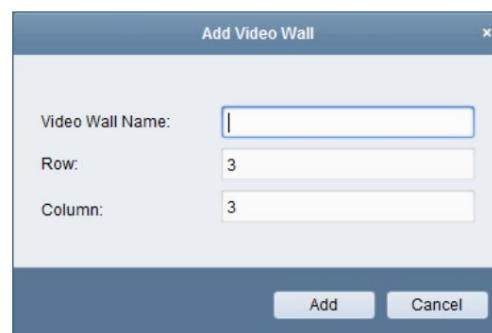 Add Video Wall ×
Video Wall Name:
Row: 3
Column: 3
Add Cancel